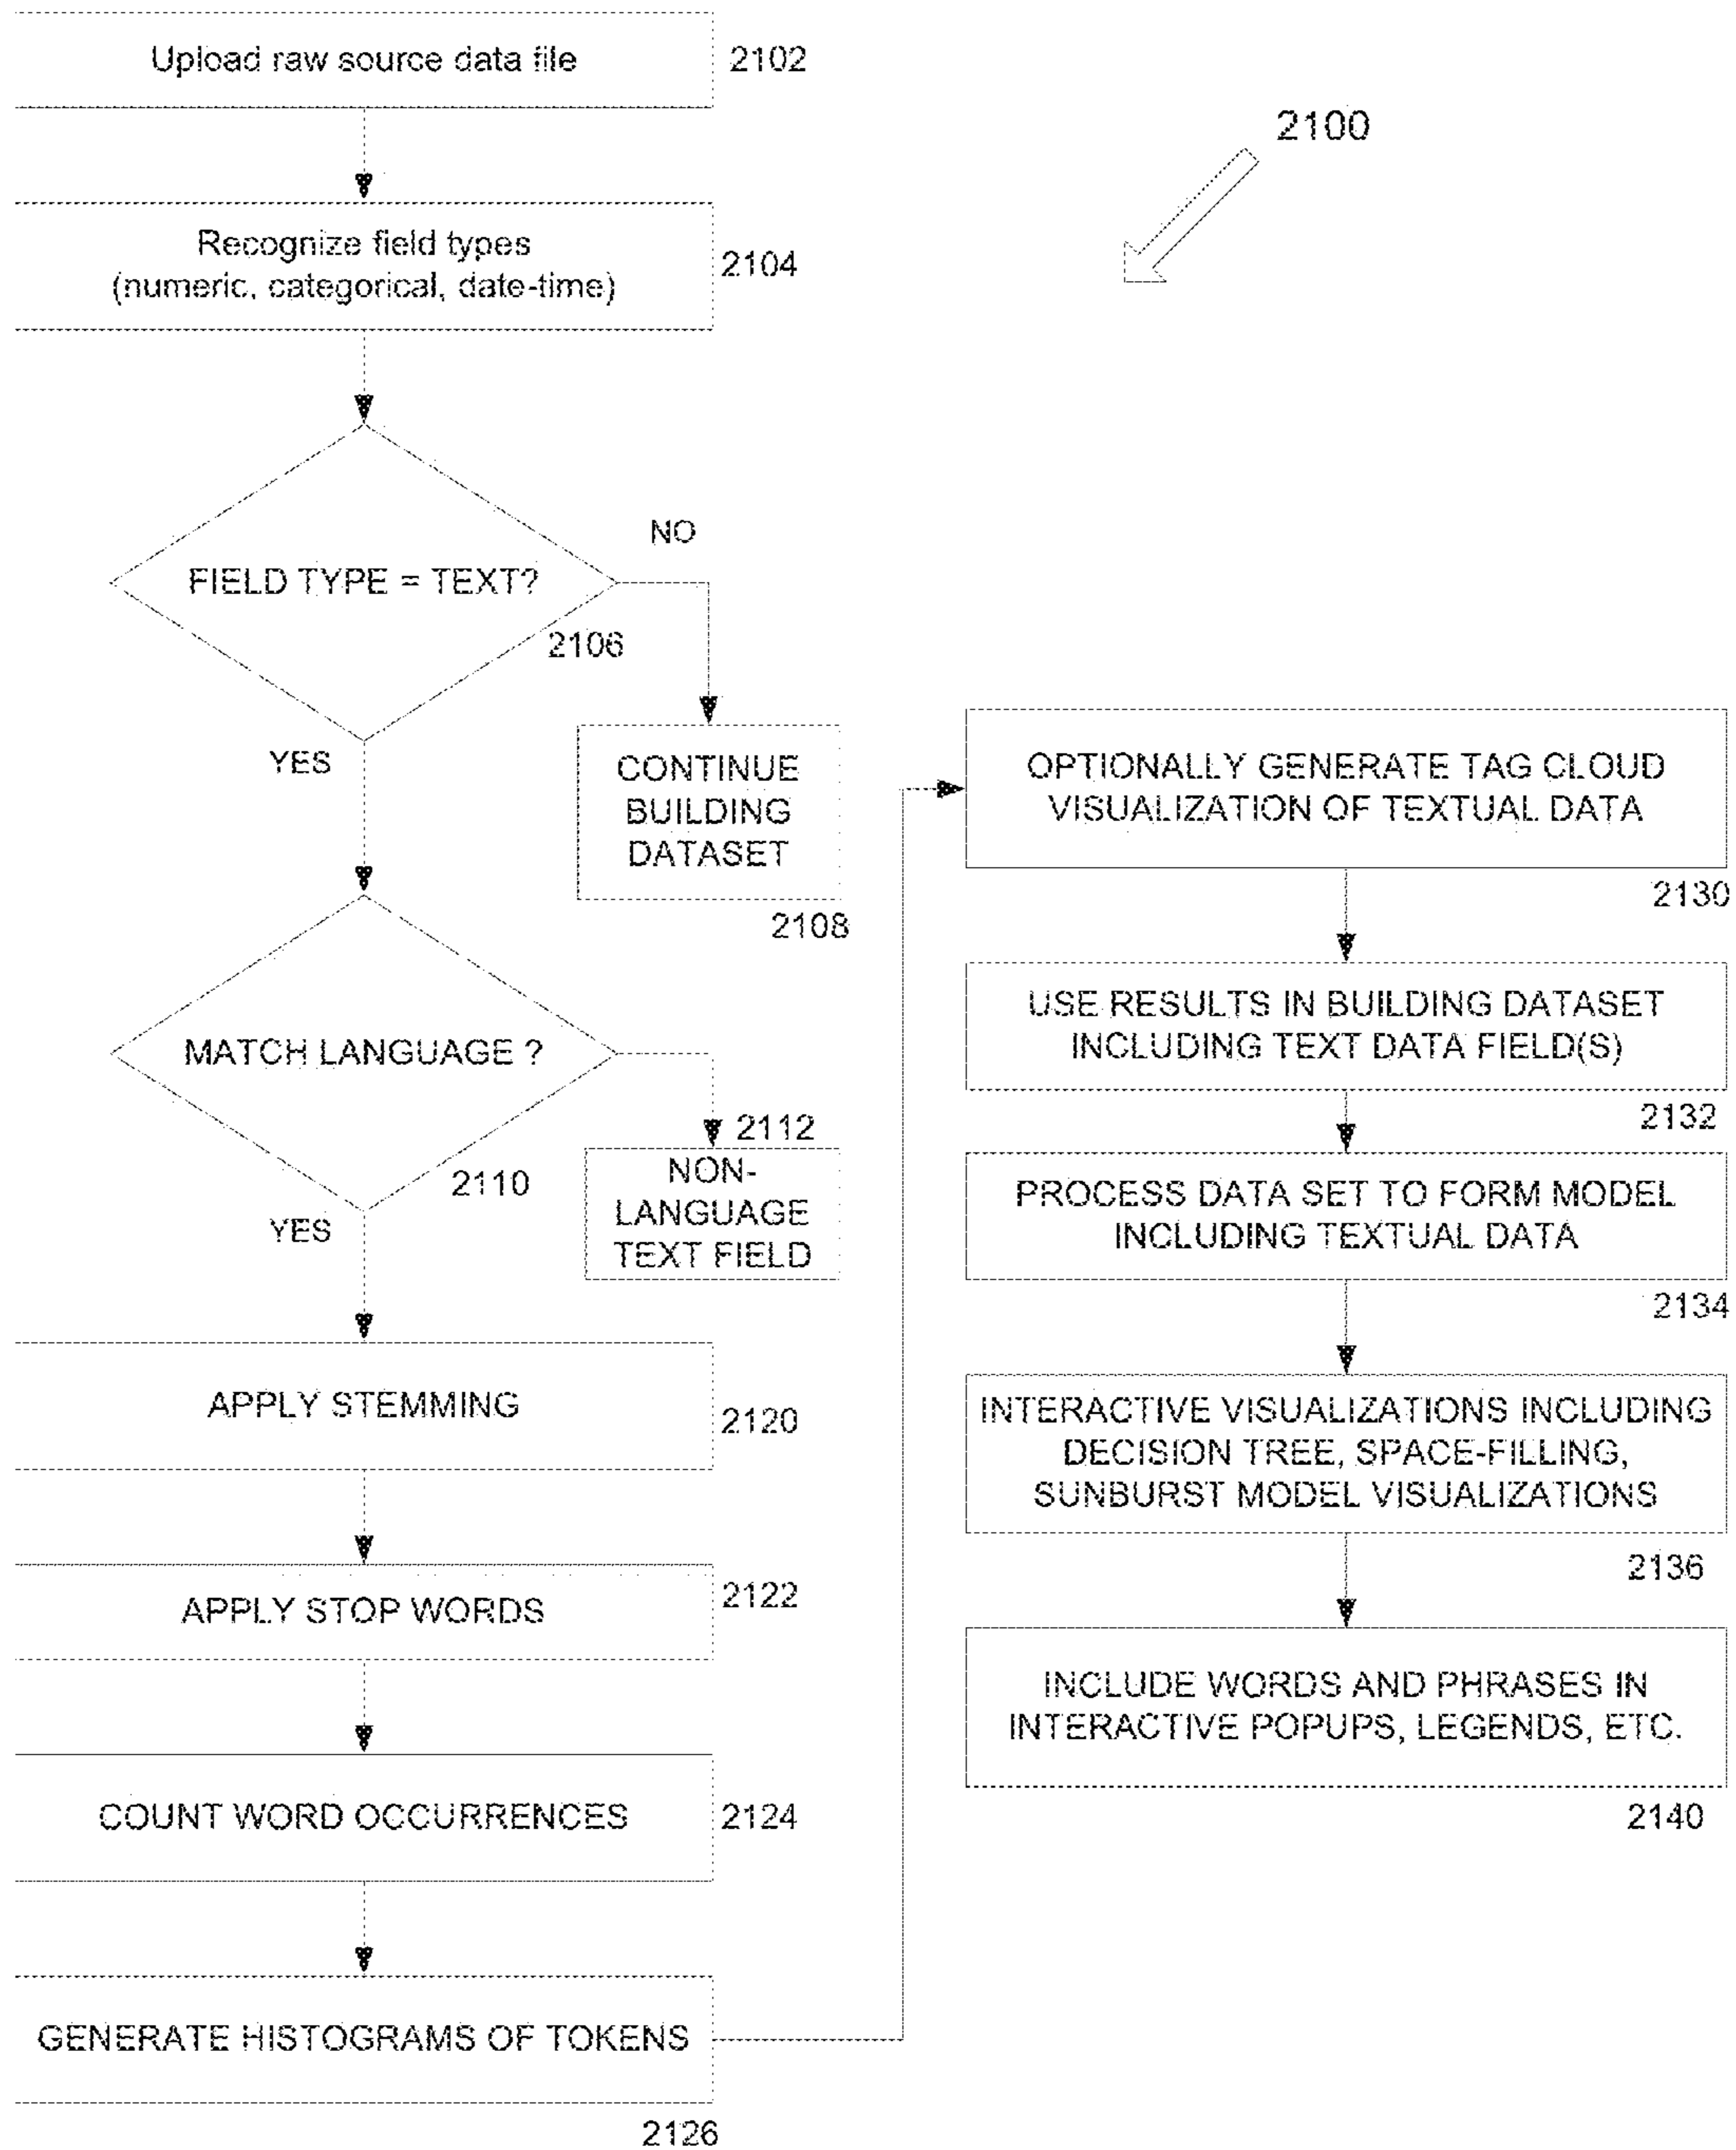 Upload raw source data file
2102
2100
Recognize field types
(numeric, categorical, date-time)
2104
FIELD TYPE = TEXT?
NO
2106
YES
CONTINUE
BUILDING
DATASET
2108
MATCH LANGUAGE ?
2110
2112
NON-
LANGUAGE
TEXT FIELD
YES
APPLY STEMMING
2120
APPLY STOP WORDS
2122
COUNT WORD OCCURRENCES
2124
GENERATE HISTOGRAMS OF TOKENS
2126
OPTIONALLY GENERATE TAG CLOUD
VISUALIZATION OF TEXTUAL DATA
2130
USE RESULTS IN BUILDING DATASET
INCLUDING TEXT DATA FIELD(S)
2132
PROCESS DATA SET TO FORM MODEL
INCLUDING TEXTUAL DATA
2134
INTERACTIVE VISUALIZATIONS INCLUDING
DECISION TREE, SPACE-FILLING,
SUNBURST MODEL VISUALIZATIONS
2136
INCLUDE WORDS AND PHRASES IN
INTERACTIVE POPUPS, LEGENDS, ETC.
2140